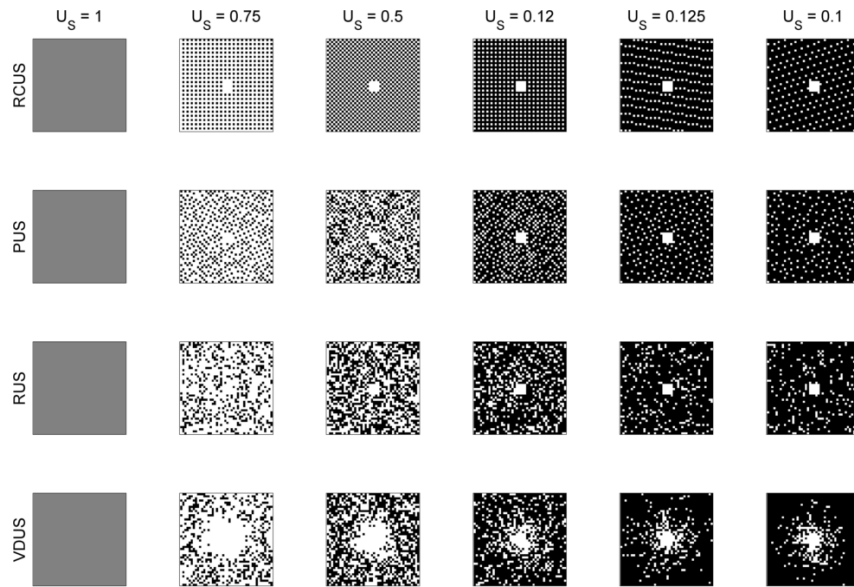 U_S = 1 U_S = 0.75 U_S = 0.5 U_S = 0.12 U_S = 0.125 U_S = 0.1
RCUS
PUS
RUS
VDUS